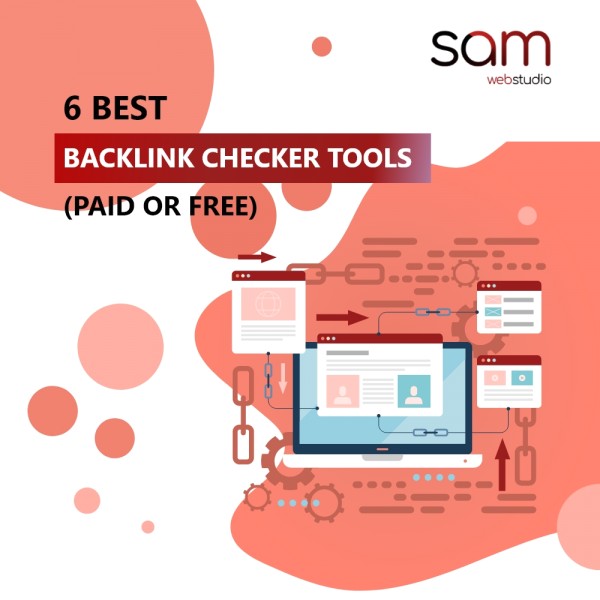 sam
webstudio
6 BEST
BACKLINK CHECKER TOOLS
(PAID OR FREE)